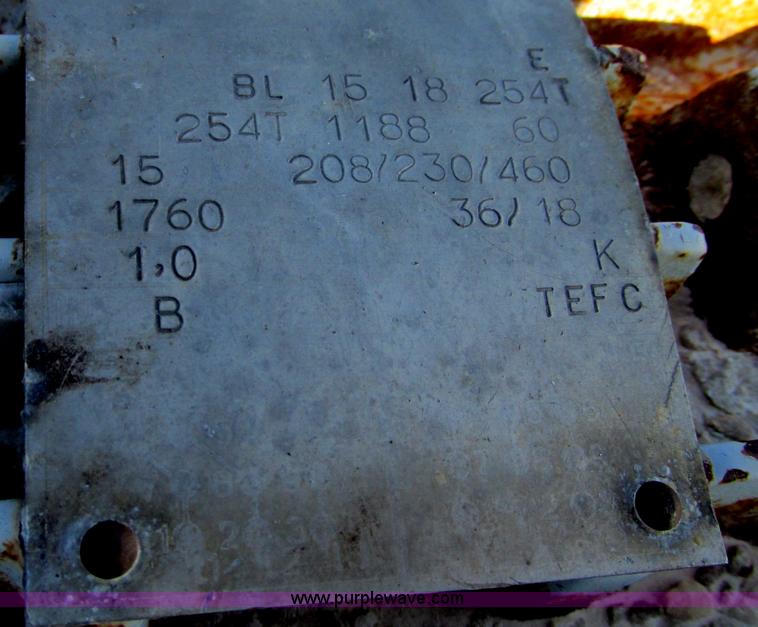 E
BL 15 18 254T
254T 1188 60
15 208/230/460
1760 36/18
1,0 K
B TEFC
www.purplewave.com